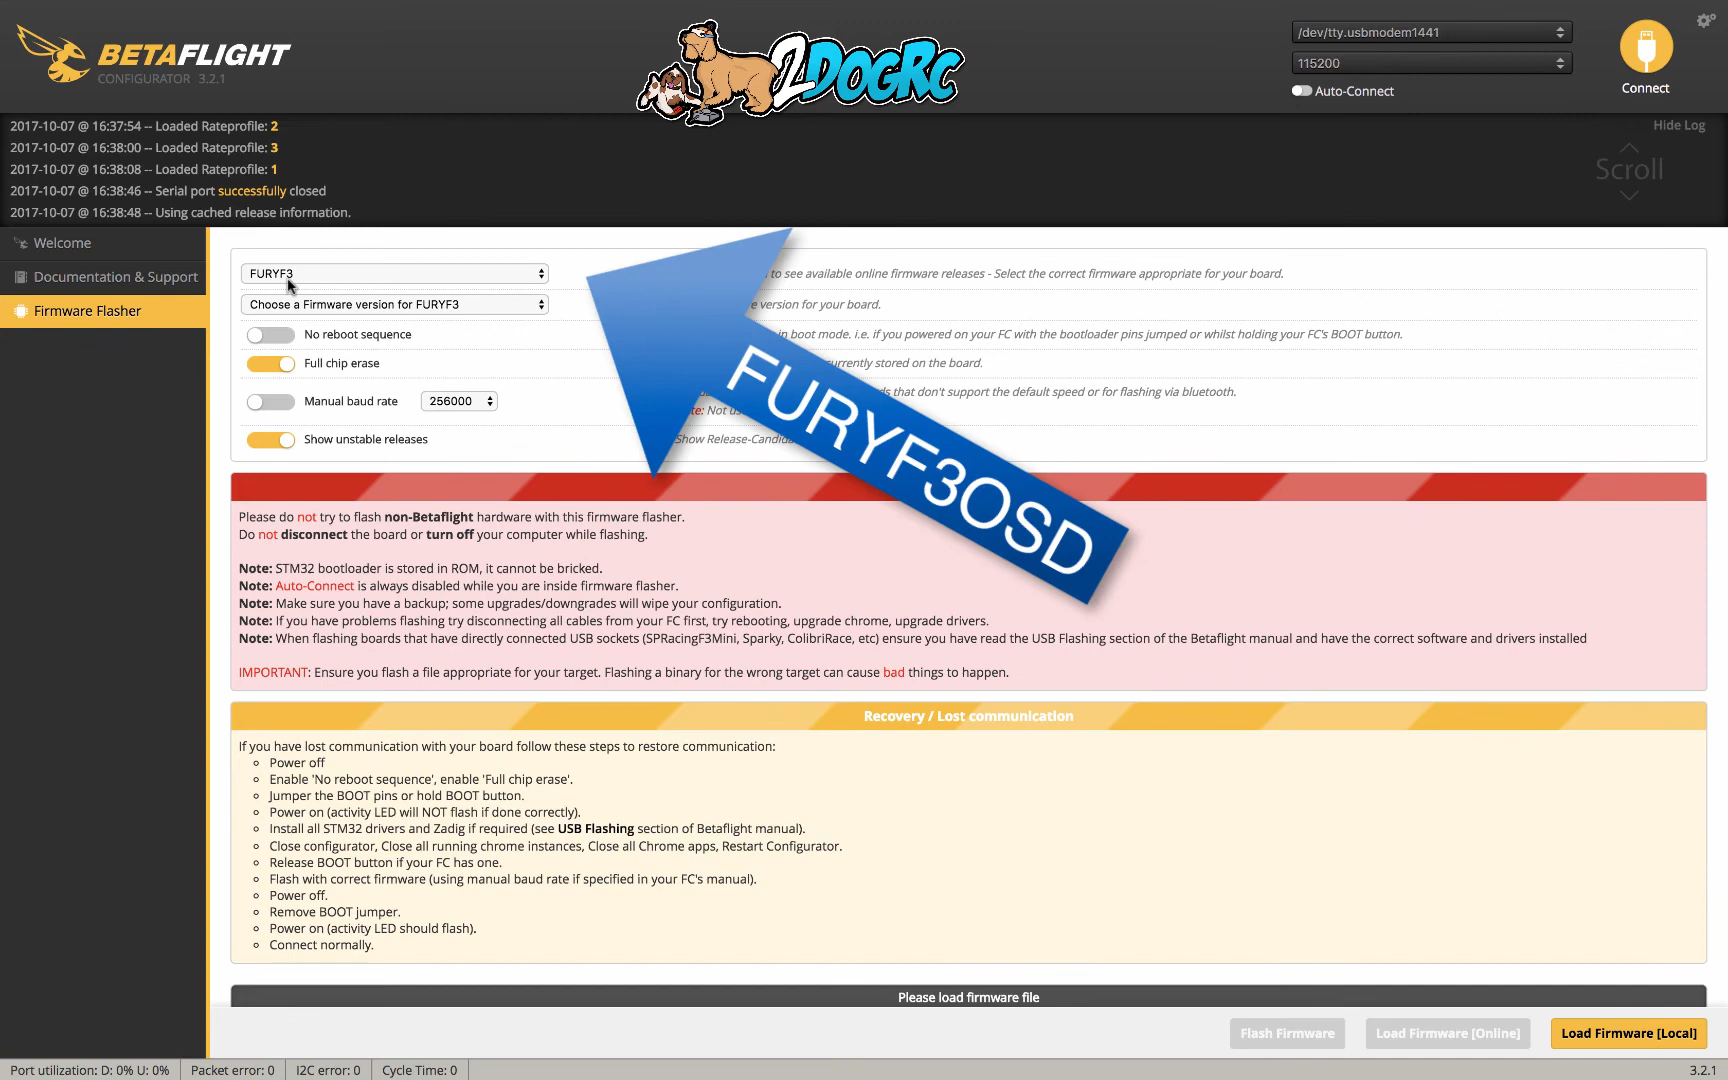 BETAFLIGHT
CONFIGURATOR 3.2.1
2DOGRC
/dev/tty.usbmodem1441
115200
Auto-Connect
Connect
2017-10-07 @ 16:37:54 -- Loaded Rateprofile: 2
2017-10-07 @ 16:38:00 -- Loaded Rateprofile: 3
2017-10-07 @ 16:38:08 -- Loaded Rateprofile: 1
2017-10-07 @ 16:38:46 -- Serial port successfully closed
2017-10-07 @ 16:38:48 -- Using cached release information.
Hide Log
Scroll
Welcome
Documentation & Support
Firmware Flasher
FURYF3
to see available online firmware releases - Select the correct firmware appropriate for your board.
Choose a Firmware version for FURYF3
version for your board.
No reboot sequence
in boot mode. i.e. if you powered on your FC with the bootloader pins jumped or whilst holding your FC's BOOT button.
Full chip erase
currently stored on the board.
Manual baud rate
256000
that don't support the default speed or for flashing via bluetooth.
Not
Show unstable releases
Show Release-Candid
FURYF3OSD
Please do not try to flash non-Betaflight hardware with this firmware flasher.
Do not disconnect the board or turn off your computer while flashing.
Note: STM32 bootloader is stored in ROM, it cannot be bricked.
Note: Auto-Connect is always disabled while you are inside firmware flasher.
Note: Make sure you have a backup; some upgrades/downgrades will wipe your configuration.
Note: If you have problems flashing try disconnecting all cables from your FC first, try rebooting, upgrade chrome, upgrade drivers.
Note: When flashing boards that have directly connected USB sockets (SPRacingF3Mini, Sparky, ColibriRace, etc) ensure you have read the USB Flashing section of the Betaflight manual and have the correct software and drivers installed
IMPORTANT: Ensure you flash a file appropriate for your target. Flashing a binary for the wrong target can cause bad things to happen.
Recovery / Lost communication
If you have lost communication with your board follow these steps to restore communication:
Power off
Enable 'No reboot sequence', enable 'Full chip erase'.
Jumper the BOOT pins or hold BOOT button.
Power on (activity LED will NOT flash if done correctly).
Install all STM32 drivers and Zadig if required (see USB Flashing section of Betaflight manual).
Close configurator, Close all running chrome instances, Close all Chrome apps, Restart Configurator.
Release BOOT button if your FC has one.
Flash with correct firmware (using manual baud rate if specified in your FC's manual).
Power off.
Remove BOOT jumper.
Power on (activity LED should flash).
Connect normally.
Please load firmware file
Flash Firmware
Load Firmware [Online]
Load Firmware [Local]
Port utilization: D: 0% U: 0%
Packet error: 0
I2C error: 0
Cycle Time: 0
3.2.1